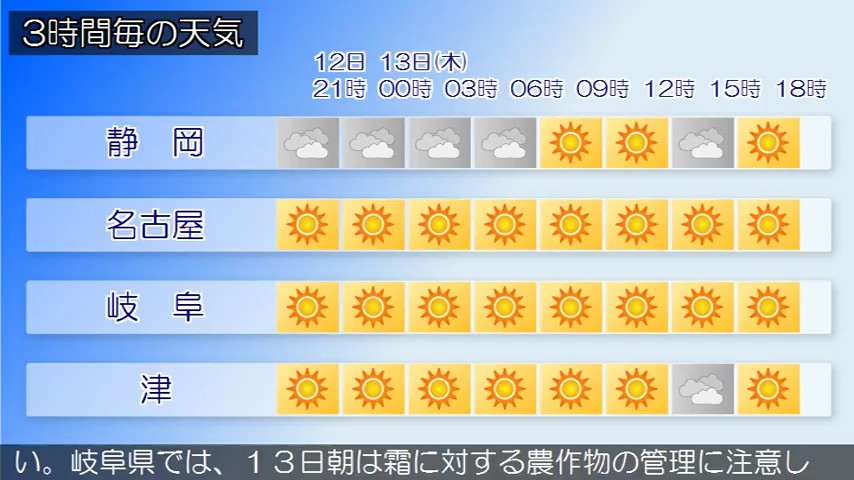 3時間毎の天気
12日 13日(木)
21時 00時 03時 06時 09時 12時 15時 18時
静 岡
名古屋
岐 阜
津
い。岐阜県では、13日朝は霜に対する農作物の管理に注意し